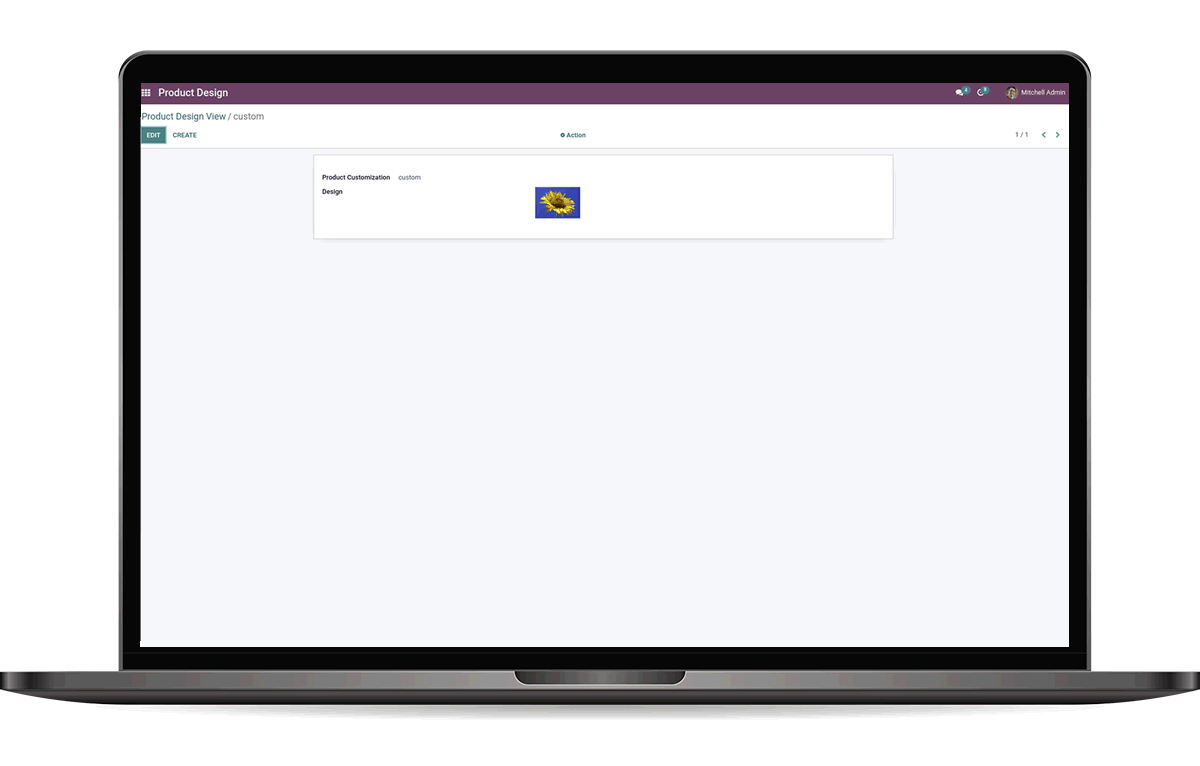 Product Design 4 8 Mitchell Admin
Product Design View / custom
EDIT CREATE Action 1 / 1
Product Customization custom
Design